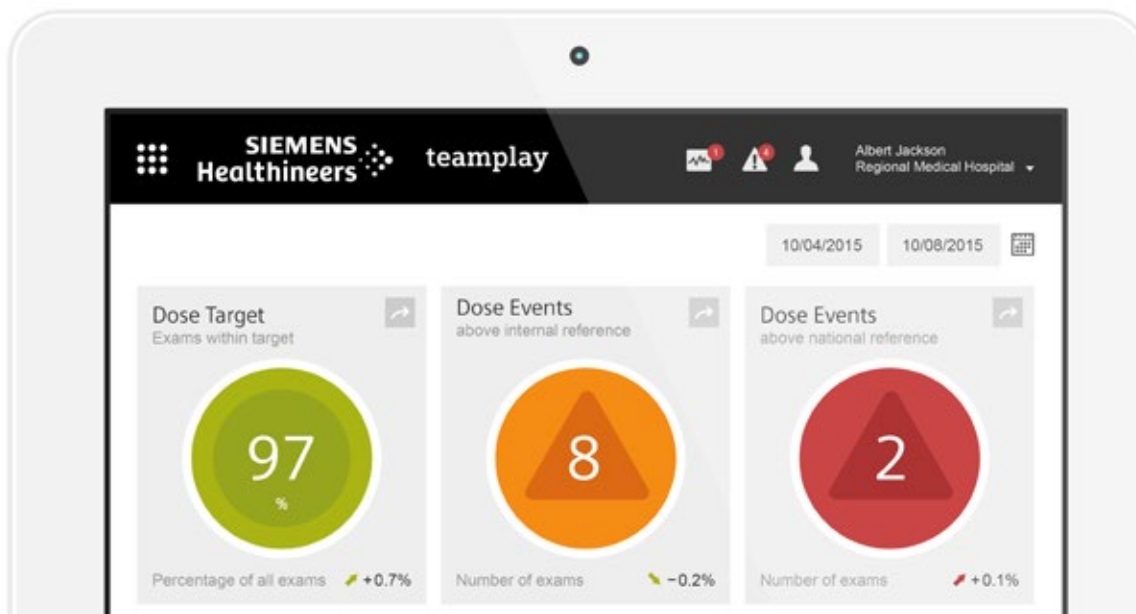 SIEMENS
Healthineers
teamplay
1
4
Albert Jackson
Regional Medical Hospital
10/04/2015
10/08/2015
Dose Target
Exams within target
97
%
Percentage of all exams
+0.7%
Dose Events
above internal reference
8
Number of exams
−0.2%
Dose Events
above national reference
2
Number of exams
+0.1%